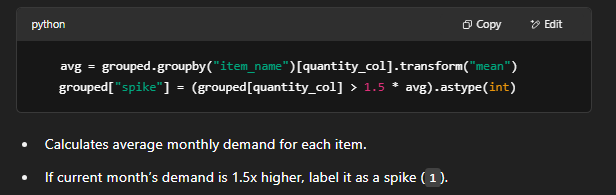 python
Copy
Edit
avg = grouped.groupby("item_name")[quantity_col].transform("mean")
grouped["spike"] = (grouped[quantity_col] > 1.5 * avg).astype(int)
• Calculates average monthly demand for each item.
• If current month's demand is 1.5x higher, label it as a spike (1).